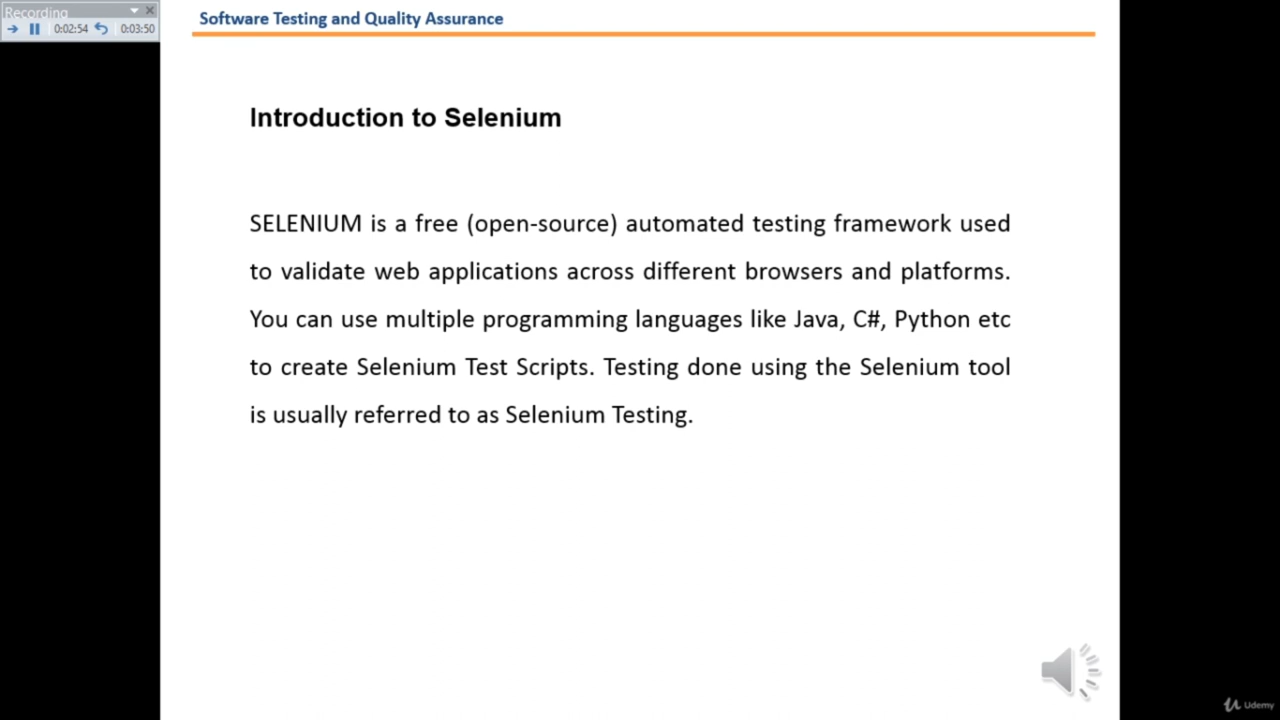 Recording
0:02:54 0:03:50
Software Testing and Quality Assurance
Introduction to Selenium
SELENIUM is a free (open-source) automated testing framework used
to validate web applications across different browsers and platforms.
You can use multiple programming languages like Java, C#, Python etc
to create Selenium Test Scripts. Testing done using the Selenium tool
is usually referred to as Selenium Testing.
Udemy